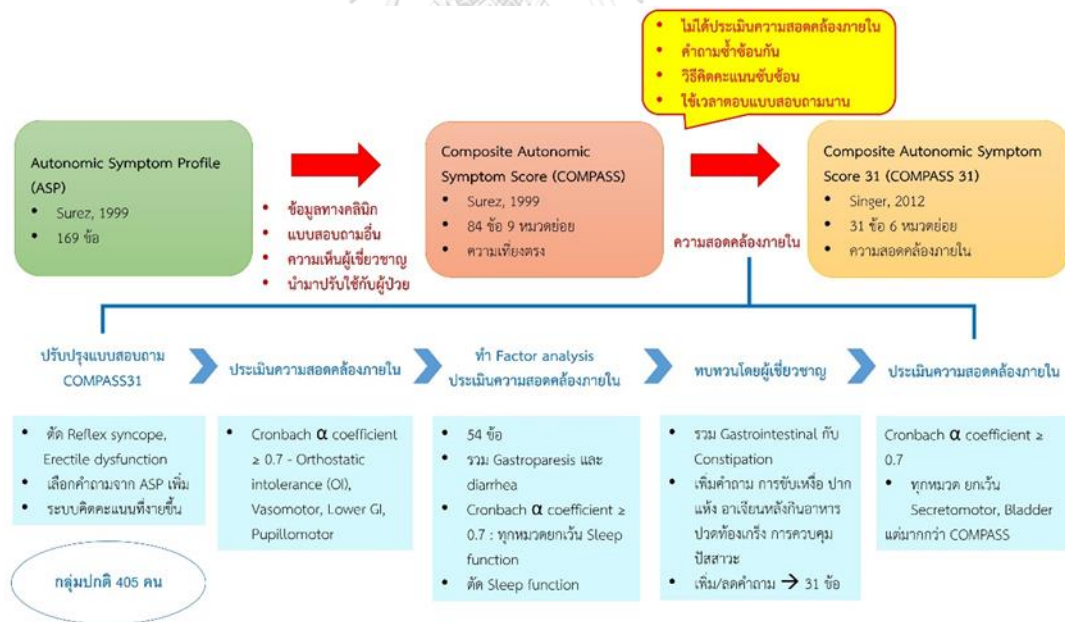 • ไม่ได้ประเมินความสอดคล้องภายใน
• คำถามซ้ำซ้อนกัน
• วิธีคิดคะแนนซับซ้อน
• ใช้เวลาตอบแบบสอบถามนาน
Autonomic Symptom Profile
(ASP)
• Surez, 1999
• 169 ข้อ
• ข้อมูลทางคลินิก
• แบบสอบถามอื่น
• ความเห็นผู้เชี่ยวชาญ
• นำมาปรับใช้กับผู้ป่วย
Composite Autonomic
Symptom Score (COMPASS)
• Surez, 1999
• 84 ข้อ 9 หมวดย่อย
• ความเที่ยงตรง
ความสอดคล้องภายใน
Composite Autonomic Symptom
Score 31 (COMPASS 31)
• Singer, 2012
• 31 ข้อ 6 หมวดย่อย
• ความสอดคล้องภายใน
ปรับปรุงแบบสอบถาม
COMPASS31
• ตัด Reflex syncope,
Erectile dysfunction
• เลือกคำถามจาก ASP เพิ่ม
• ระบบคิดคะแนนที่ง่ายขึ้น
กลุ่มปกติ 405 คน
ประเมินความสอดคล้องภายใน
• Cronbach α coefficient
≥ 0.7 - Orthostatic
intolerance (OI),
Vasomotor, Lower GI,
Pupillomotor
ทำ Factor analysis
ประเมินความสอดคล้องภายใน
• 54 ข้อ
• รวม Gastroparesis และ
diarrhea
• Cronbach α coefficient ≥
0.7 : ทุกหมวดยกเว้น Sleep
function
• ตัด Sleep function
ทบทวนโดยผู้เชี่ยวชาญ
• รวม Gastrointestinal กับ
Constipation
• เพิ่มคำถาม การขับเหงื่อ ปาก
แห้ง อาเจียนหลังกินอาหาร
ปวดท้องเกร็ง การควบคุม
ปัสสาวะ
• เพิ่ม/ลดคำถาม → 31 ข้อ
ประเมินความสอดคล้องภายใน
Cronbach α coefficient ≥
0.7
• ทุกหมวด ยกเว้น
Secretomotor, Bladder
แต่มากกว่า COMPASS